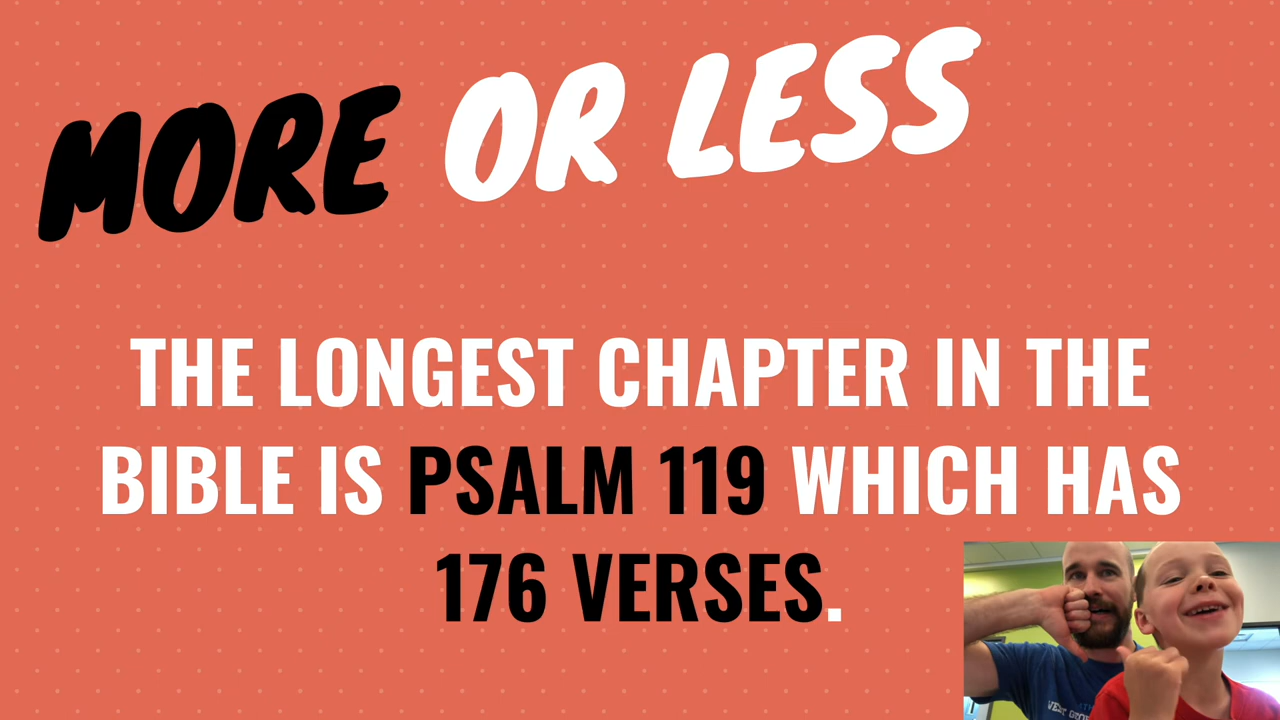 MORE OR LESS
THE LONGEST CHAPTER IN THE
BIBLE IS PSALM 119 WHICH HAS
176 VERSES.